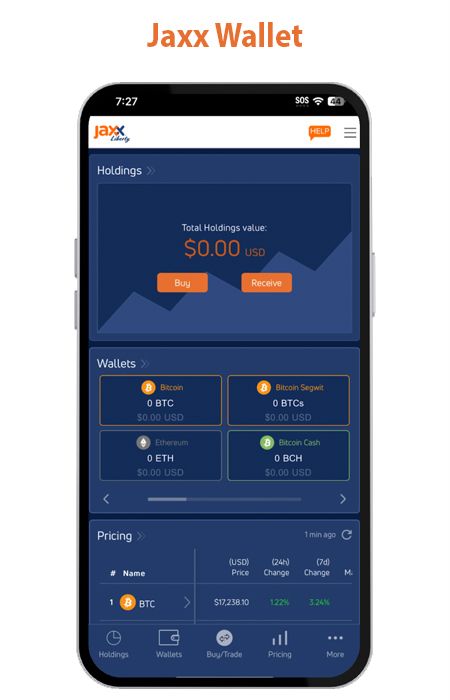 Jaxx Wallet
7:27 SOS 44
jaxx
Liberty
HELP
Holdings
Total Holdings value:
$0.00 USD
Buy Receive
Wallets
Bitcoin Bitcoin Segwit
0 BTC 0 BTCs
$0.00 USD $0.00 USD
Ethereum Bitcoin Cash
0 ETH 0 BCH
$0.00 USD $0.00 USD
Pricing 1 min ago
(USD) (24h) (7d)
# Name Price Change Change
1 BTC $17,238.10 1.22% 3.24%
Holdings Wallets Buy/Trade Pricing More